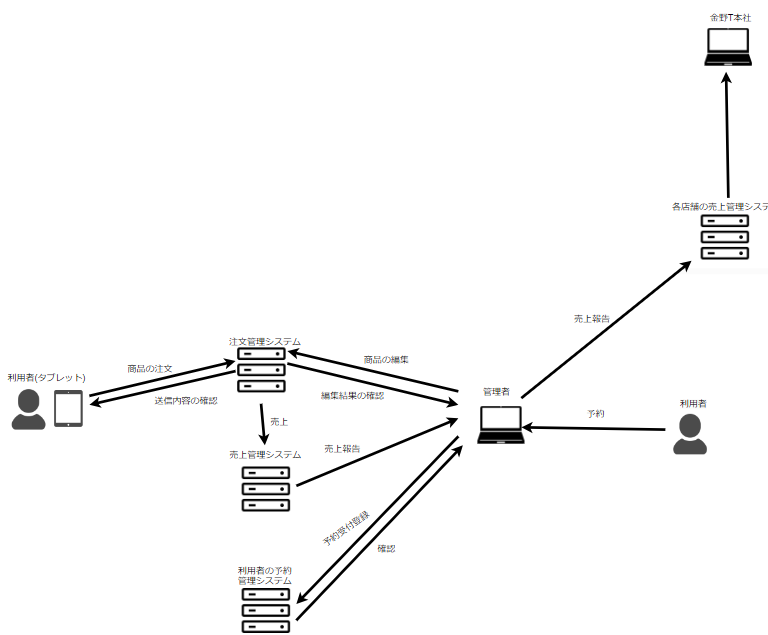 金野T本社
各店舗の売上管理システ
売上報告
注文管理システム
商品の編集
商品の注文
利用者(タブレット)
送信内容の確認
編集結果の確認
管理者
利用者
予約
売上
売上報告
売上管理システム
予約受付登録
確認
利用者の予約
管理システム